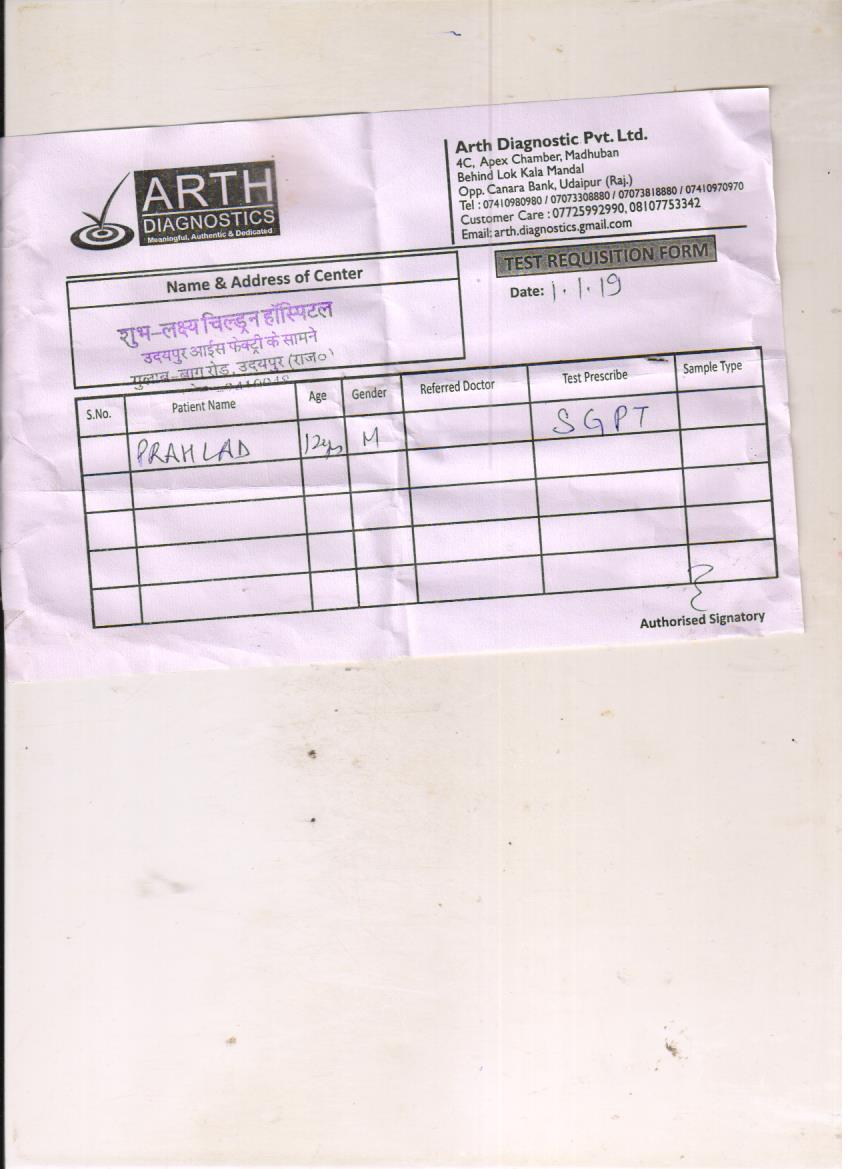 ARTH
DIAGNOSTICS
Meaningful, Authentic & Dedicated
Arth Diagnostic Pvt. Ltd.
4C, Apex Chamber, Madhuban
Behind Lok Kala Mandal
Opp. Canara Bank, Udaipur (Raj.)
Tel : 07410980980 / 07073308880 / 07073818880 / 07410970970
Customer Care : 07725992990, 08107753342
Email: arth.diagnostics.gmail.com
TEST REQUISITION FORM
Date: 1.1.19
Name & Address of Center
शुभ-लक्ष्य चिल्ड्रन हॉस्पिटल
उदयपुर आईस फेक्ट्री के सामने
गुलाब-बाग रोड, उदयपुर (राज०)
S.No. Patient Name Age Gender Referred Doctor Test Prescribe Sample Type
PRAHLAD 12yrs M SGPT
Authorised Signatory